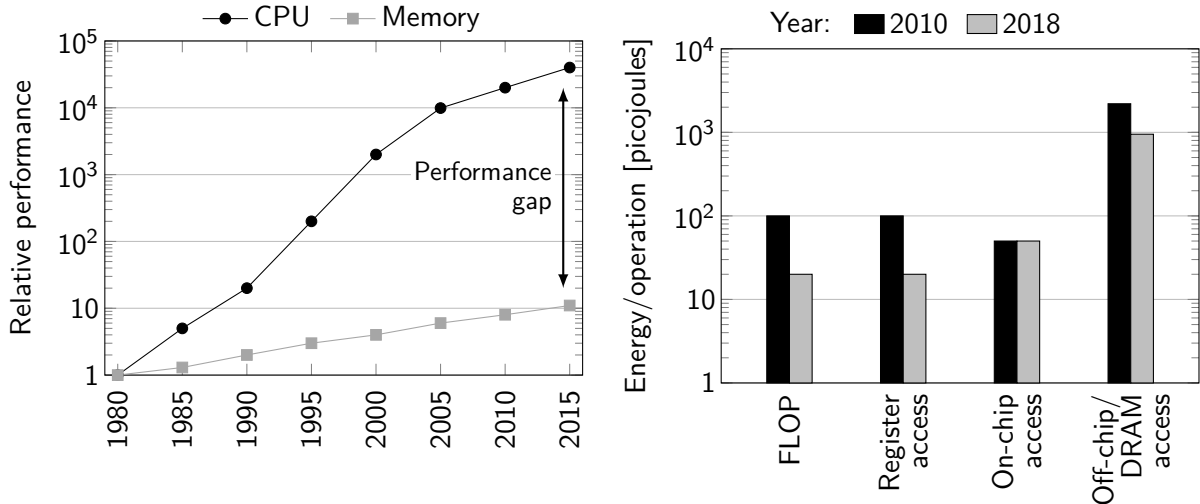 CPU Memory
10^5
10^4
10^3
10^2
10
1
Relative performance
Performance
gap
1980
1985
1990
1995
2000
2005
2010
2015
Year: 2010 2018
10^4
10^3
10^2
10
1
Energy/operation [picojoules]
FLOP
Register
access
On-chip
access
Off-chip/
DRAM
access